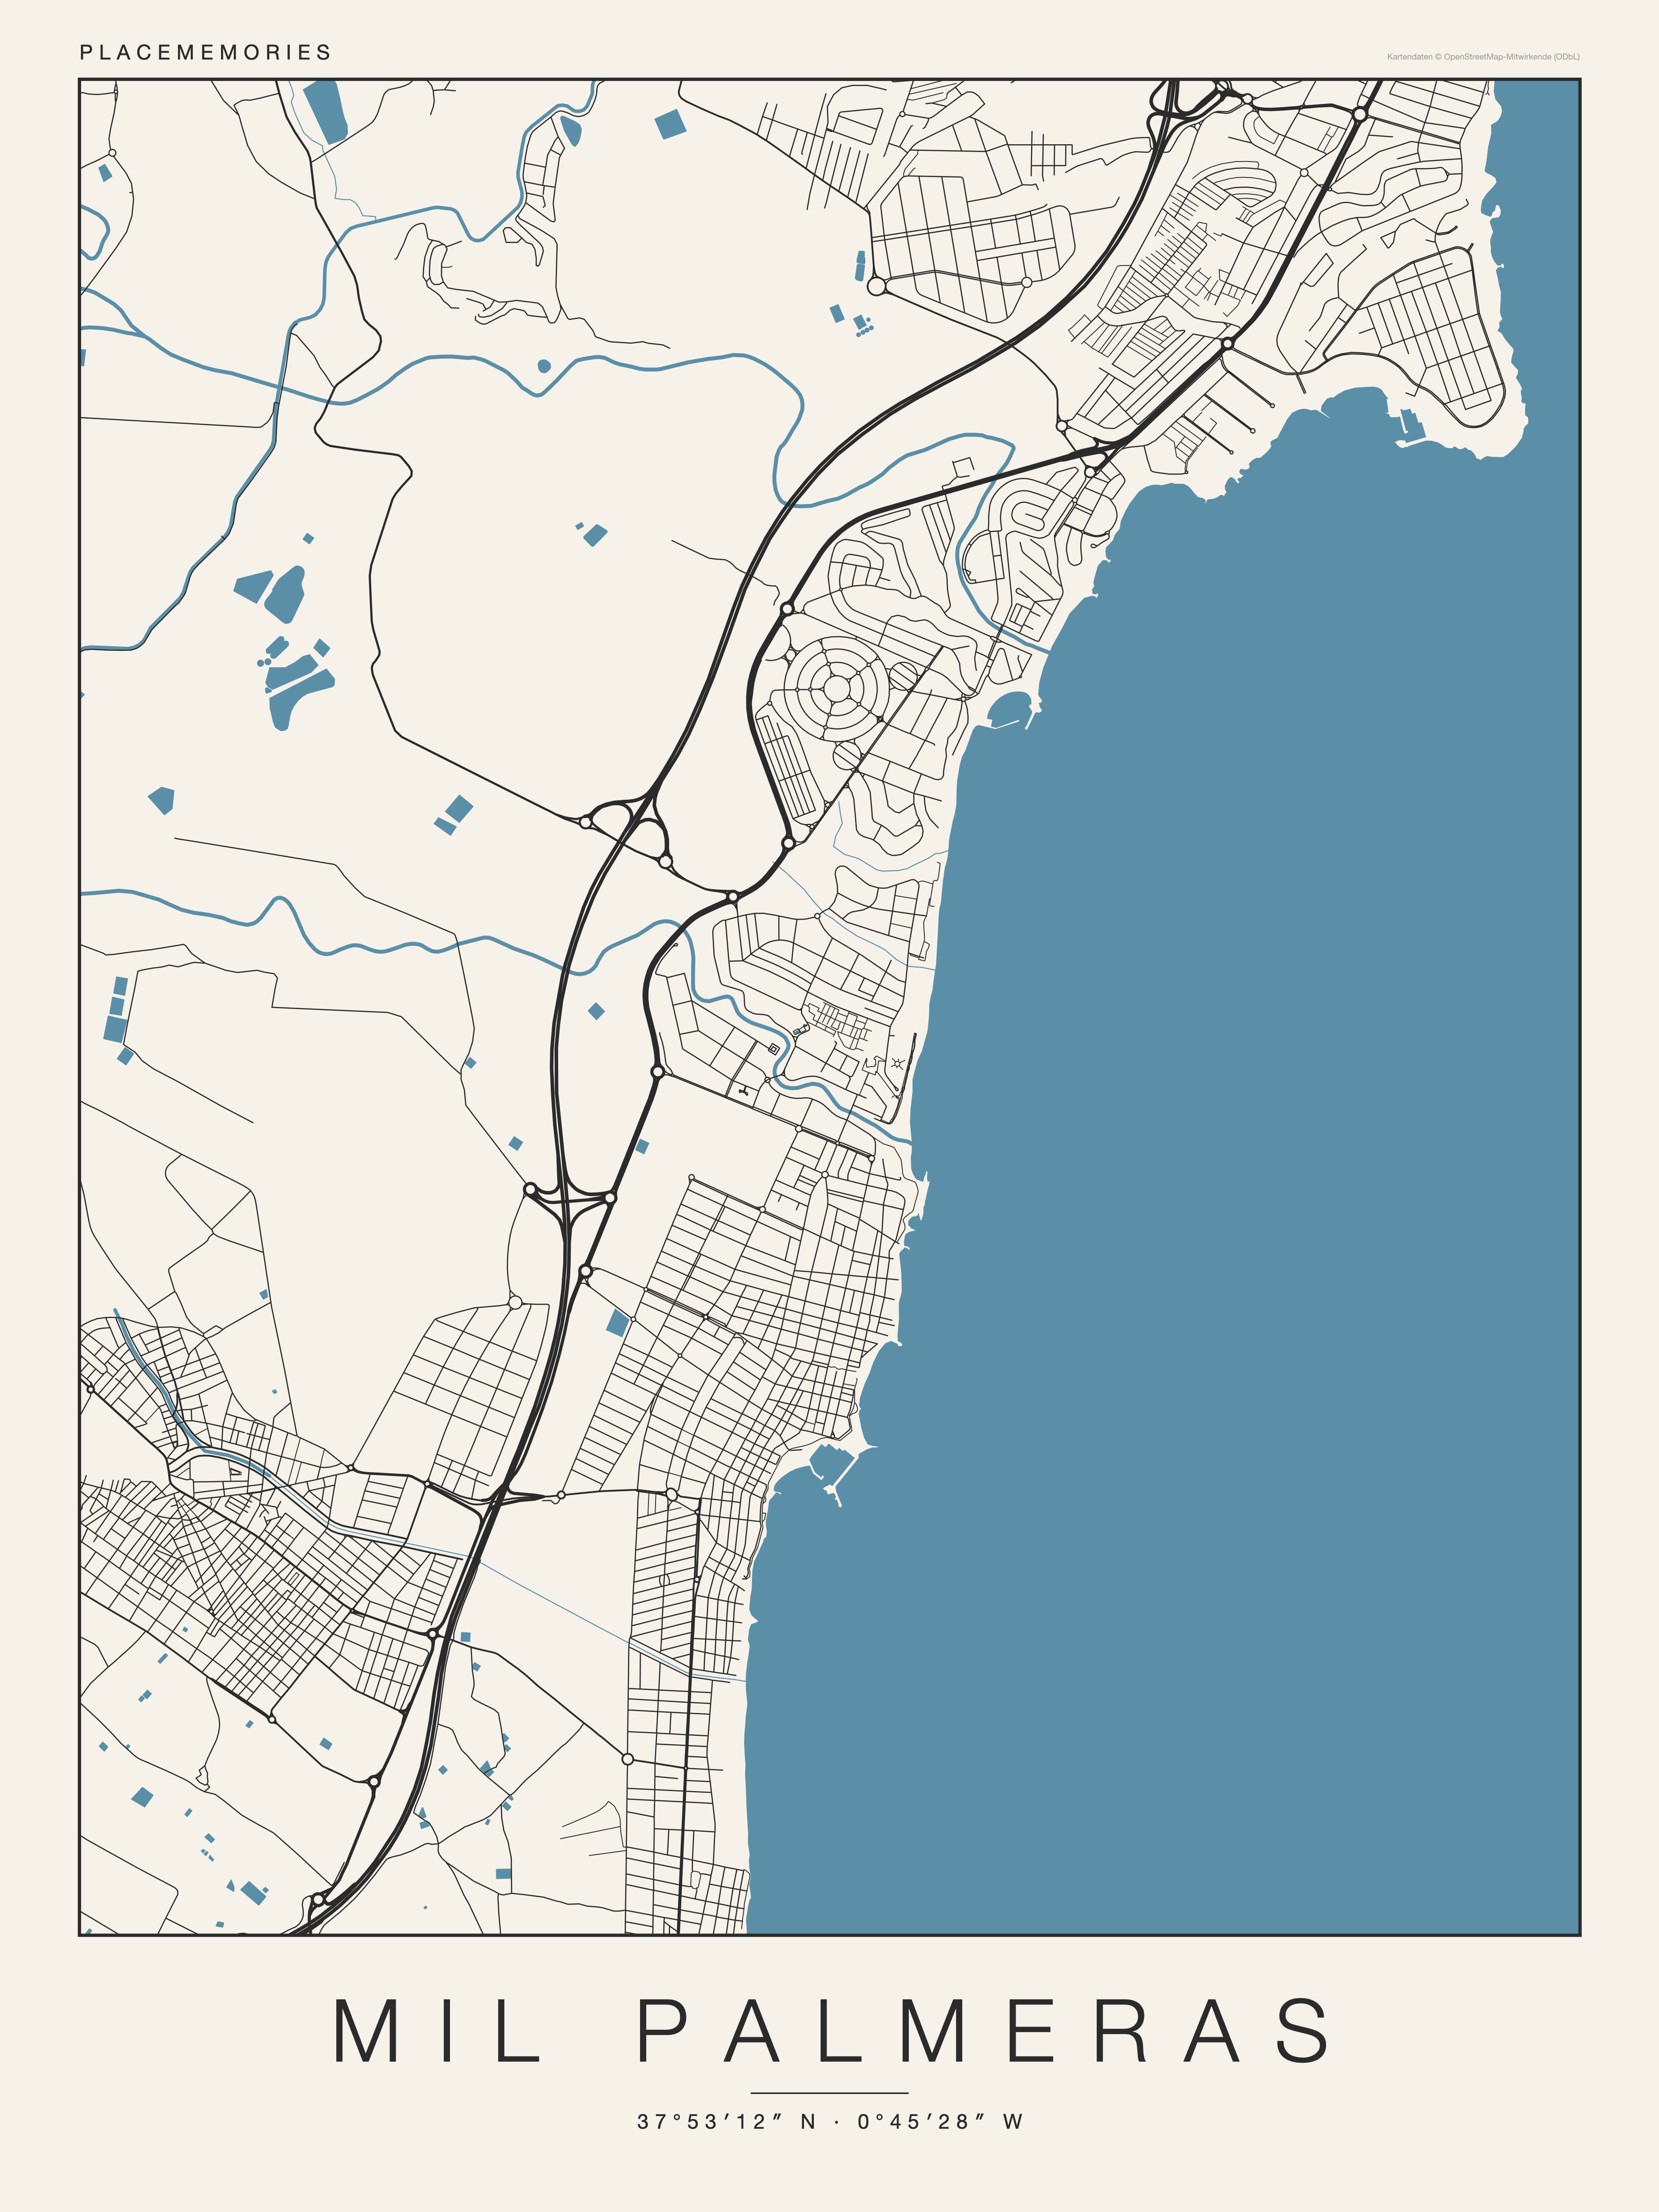 PLACEMEMORIES
Kartendaten © OpenStreetMap-Mitwirkende (ODbL)
MIL PALMERAS
37°53′12″ N · 0°45′28″ W